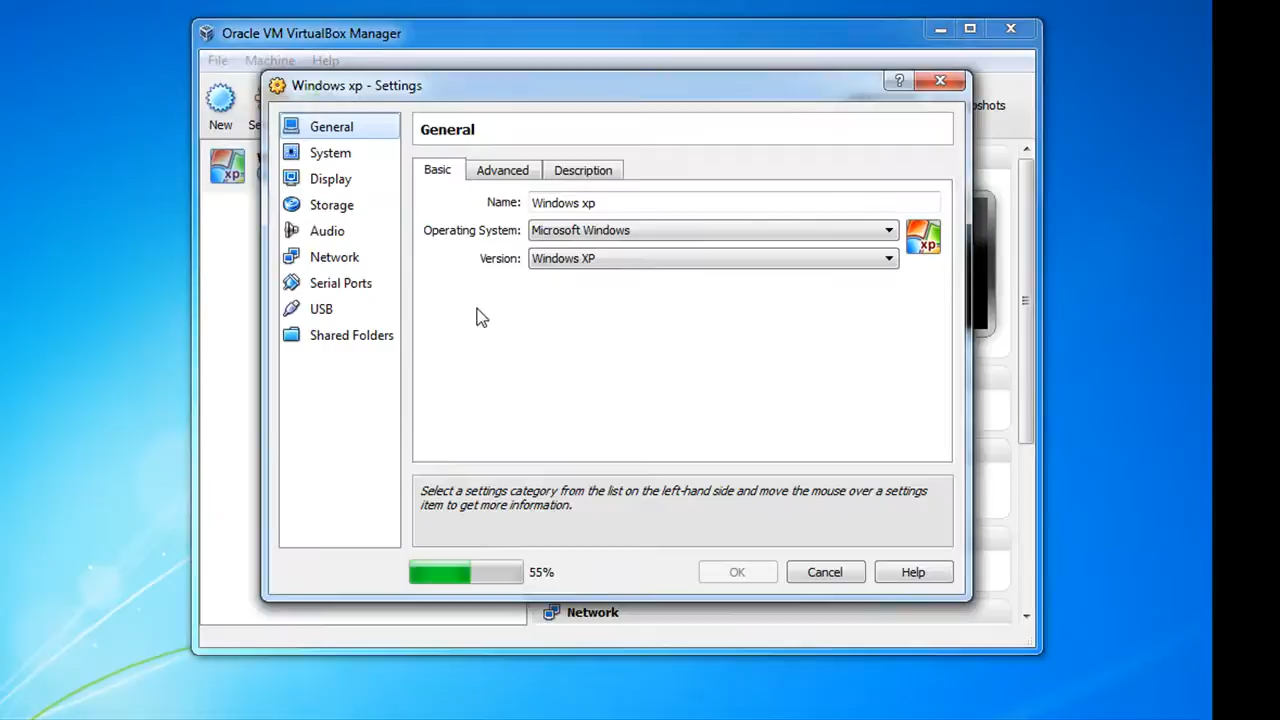 Oracle VM VirtualBox Manager
File Machine Help
Windows xp - Settings
New
pshots
General
System
Display
Storage
Audio
Network
Serial Ports
USB
Shared Folders
General
Basic Advanced Description
Name: Windows xp
Operating System: Microsoft Windows
xp
Version: Windows XP
xp
Select a settings category from the list on the left-hand side and move the mouse over a settings
item to get more information.
55%
OK Cancel Help
Network